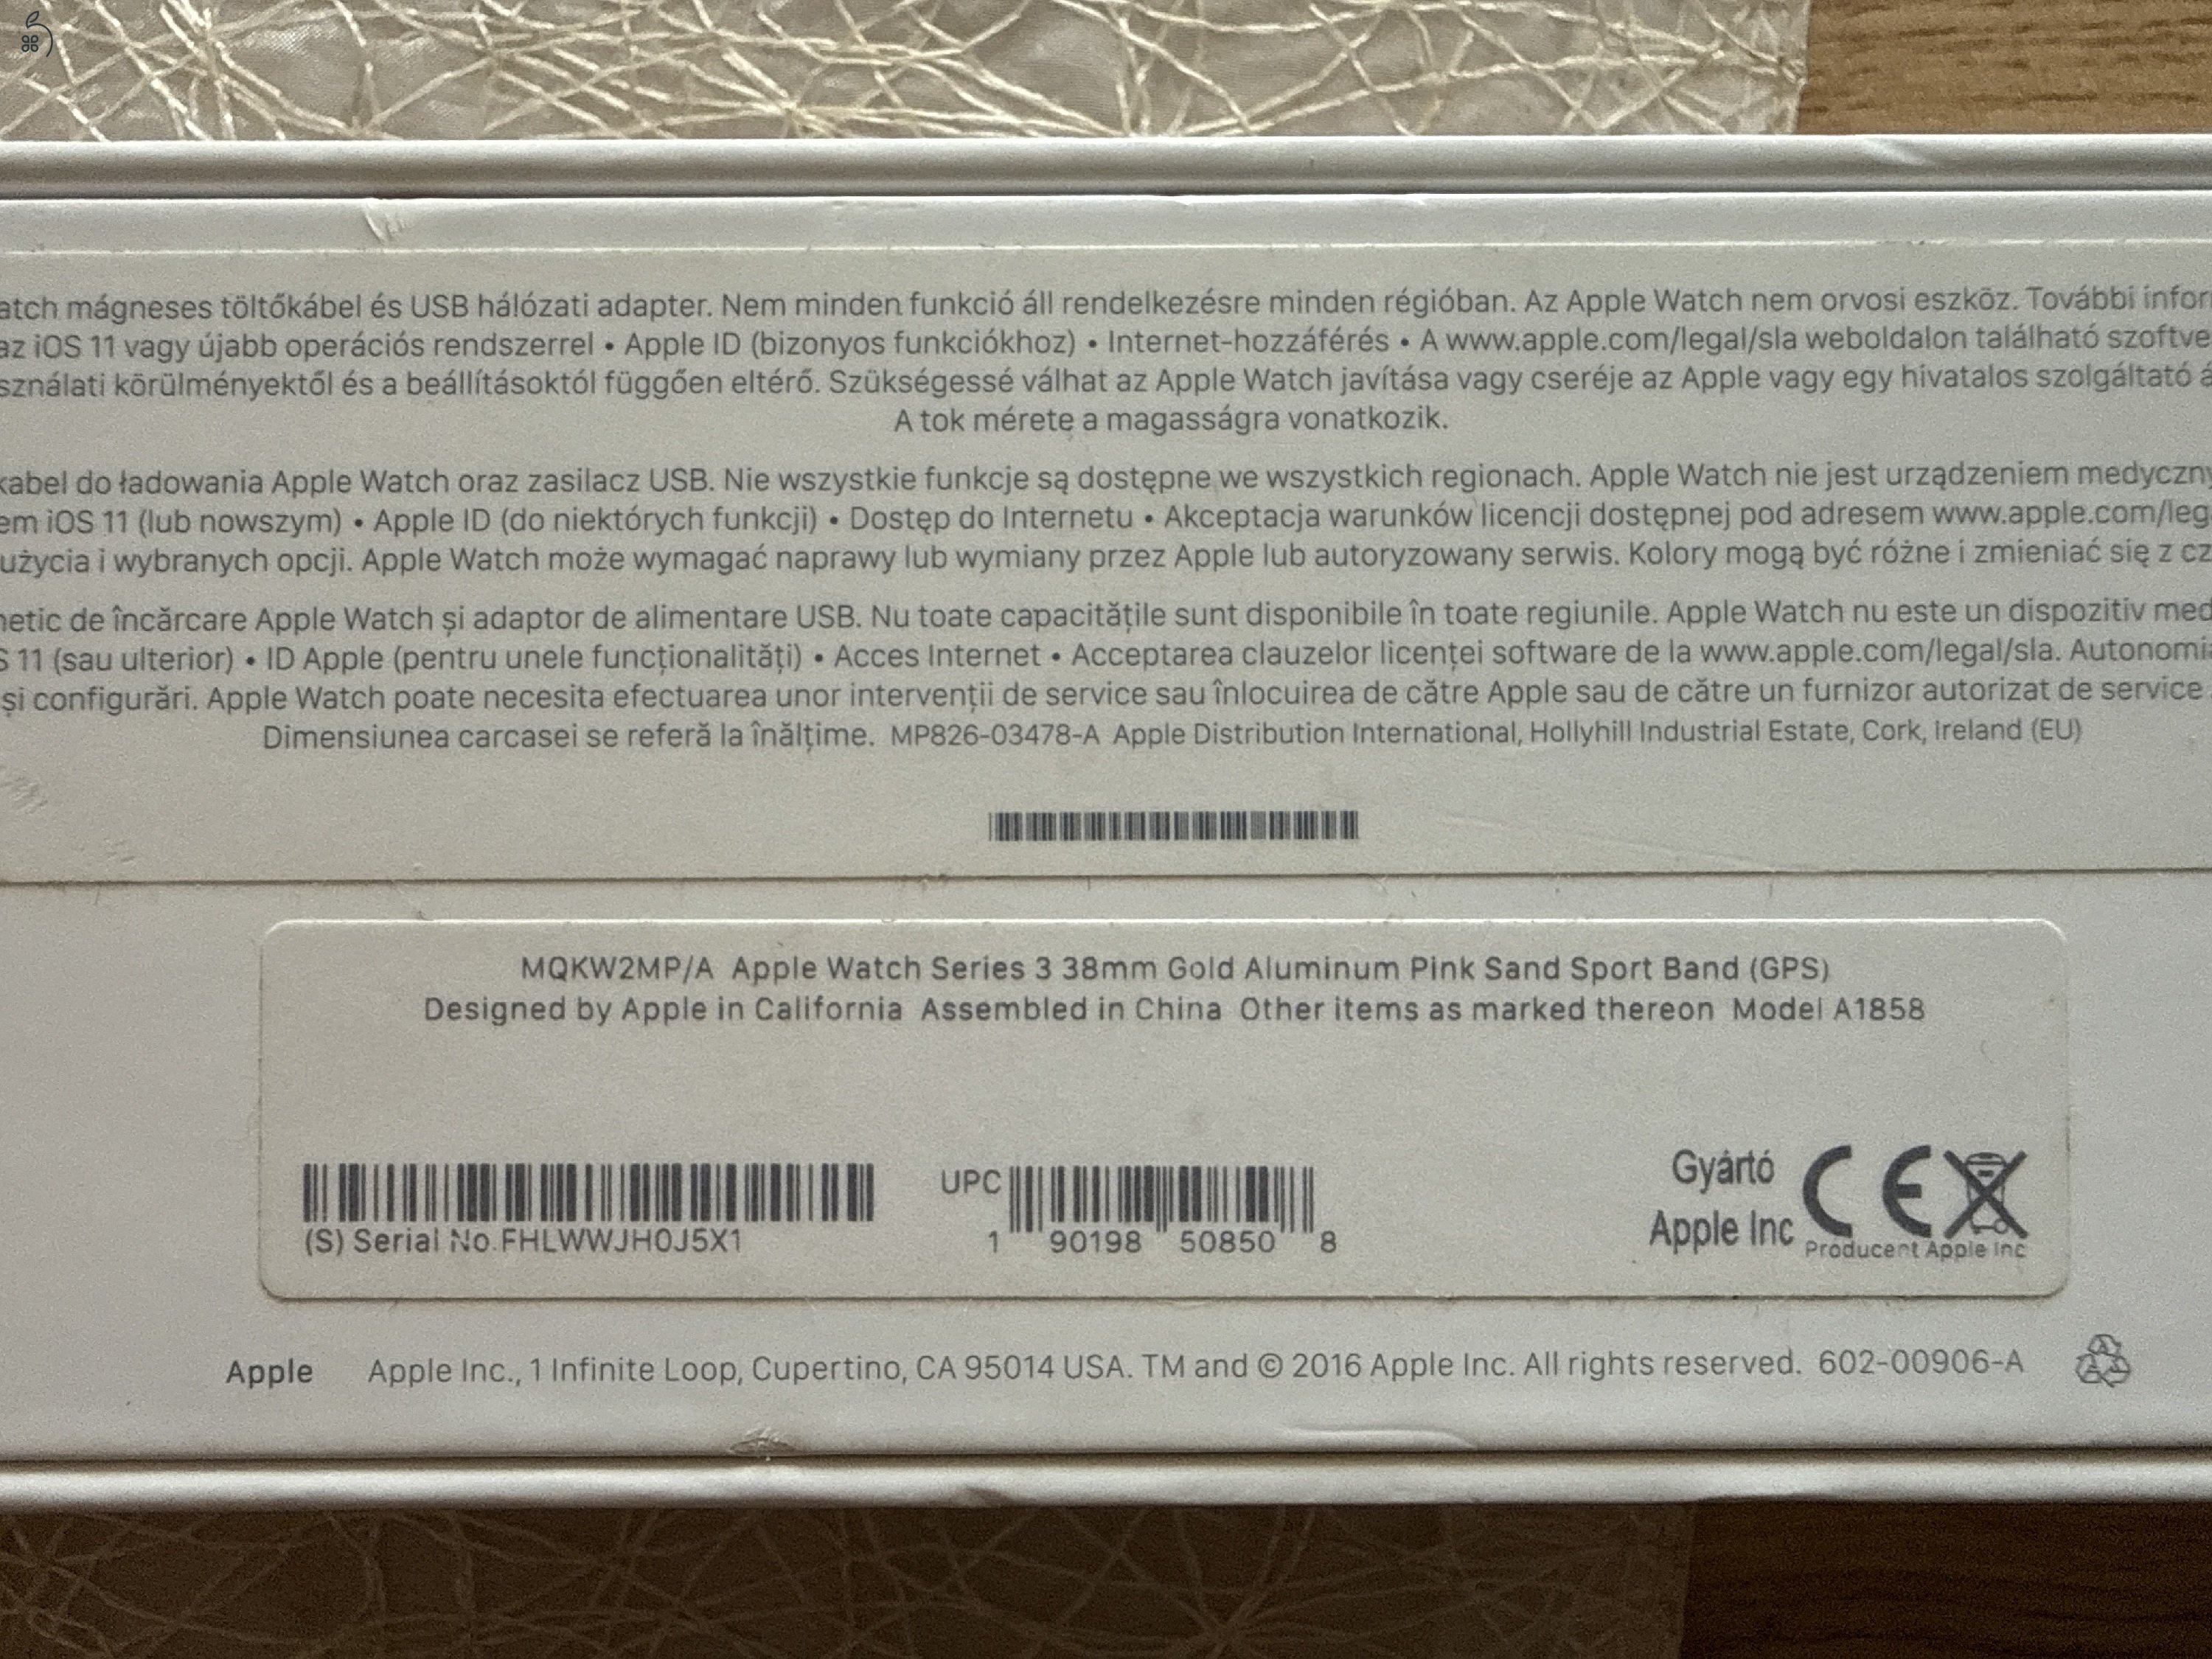 atch mágneses töltőkábel és USB hálózati adapter. Nem minden funkció áll rendelkezésre minden régióban. Az Apple Watch nem orvosi eszköz. További infor
az iOS 11 vagy újabb operációs rendszerrel • Apple ID (bizonyos funkciókhoz) • Internet-hozzáférés • A www.apple.com/legal/sla weboldalon található szoftve
sználati körülményektől és a beállításoktól függően eltérő. Szükségessé válhat az Apple Watch javítása vagy cseréje az Apple vagy egy hivatalos szolgáltató á
A tok mérete a magasságra vonatkozik.
kabel do ładowania Apple Watch oraz zasilacz USB. Nie wszystkie funkcje są dostępne we wszystkich regionach. Apple Watch nie jest urządzeniem medyczny
em iOS 11 (lub nowszym) • Apple ID (do niektórych funkcji) • Dostęp do Internetu • Akceptacja warunków licencji dostępnej pod adresem www.apple.com/leg
użycia i wybranych opcji. Apple Watch może wymagać naprawy lub wymiany przez Apple lub autoryzowany serwis. Kolory mogą być różne i zmieniać się z cz
netic de încărcare Apple Watch și adaptor de alimentare USB. Nu toate capacitățile sunt disponibile în toate regiunile. Apple Watch nu este un dispozitiv med
S 11 (sau ulterior) • ID Apple (pentru unele funcționalități) • Acces Internet • Acceptarea clauzelor licenței software de la www.apple.com/legal/sla. Autonomia
și configurări. Apple Watch poate necesita efectuarea unor intervenții de service sau înlocuirea de către Apple sau de către un furnizor autorizat de service
Dimensiunea carcasei se referă la înălțime. MP826-03478-A Apple Distribution International, Hollyhill Industrial Estate, Cork, Ireland (EU)
MQKW2MP/A Apple Watch Series 3 38mm Gold Aluminum Pink Sand Sport Band (GPS)
Designed by Apple in California Assembled in China Other items as marked thereon Model A1858
(S) Serial No.FHLWWJH0J5X1
UPC
1 90198 50850 8
Gyártó
Apple Inc
CE
Producent Apple Inc
Apple Apple Inc., 1 Infinite Loop, Cupertino, CA 95014 USA. TM and © 2016 Apple Inc. All rights reserved. 602-00906-A